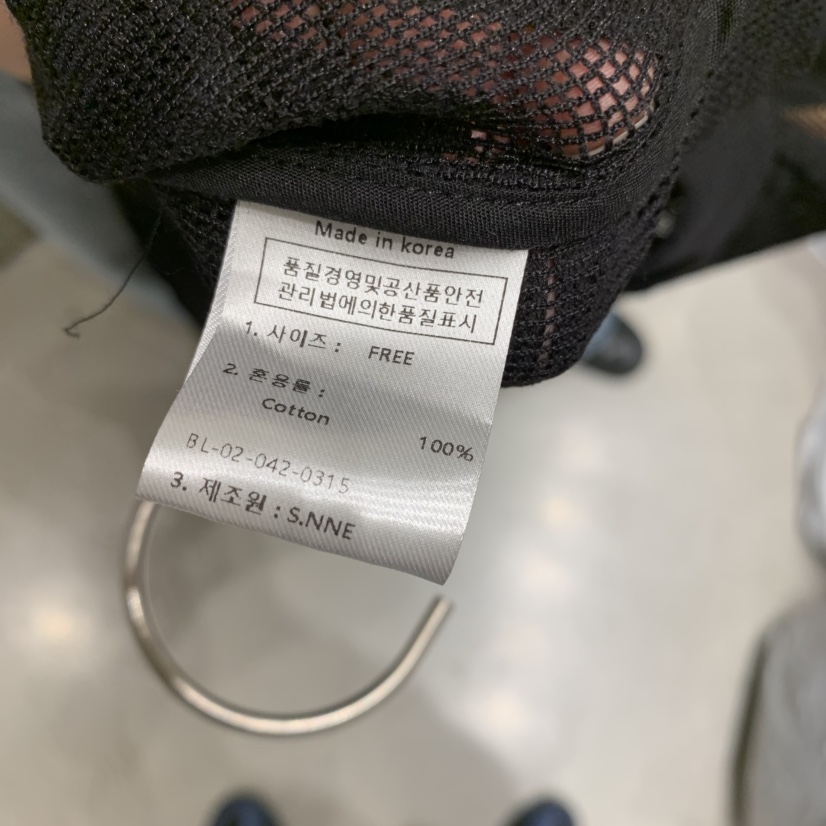 Made in korea
품질경영및공산품안전
관리법에의한품질표시
1. 사이즈 : FREE
2. 혼용률 :
Cotton 100%
BL-02-042-0315
3. 제조원 : S.NNE